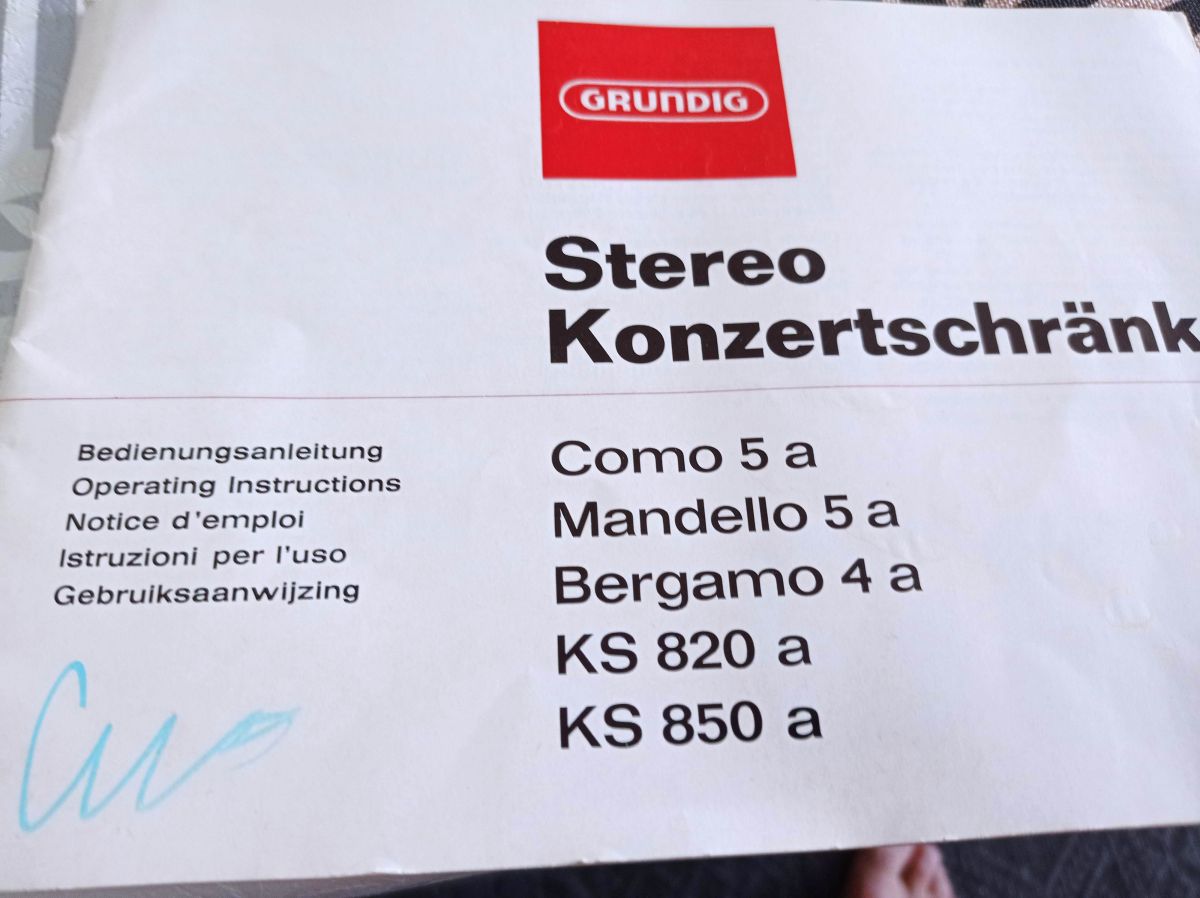 GRUNDIG
Stereo
Konzertschränk
Bedienungsanleitung
Operating Instructions
Notice d'emploi
Istruzioni per l'uso
Gebruiksaanwijzing
Como 5 a
Mandello 5 a
Bergamo 4 a
KS 820 a
KS 850 a